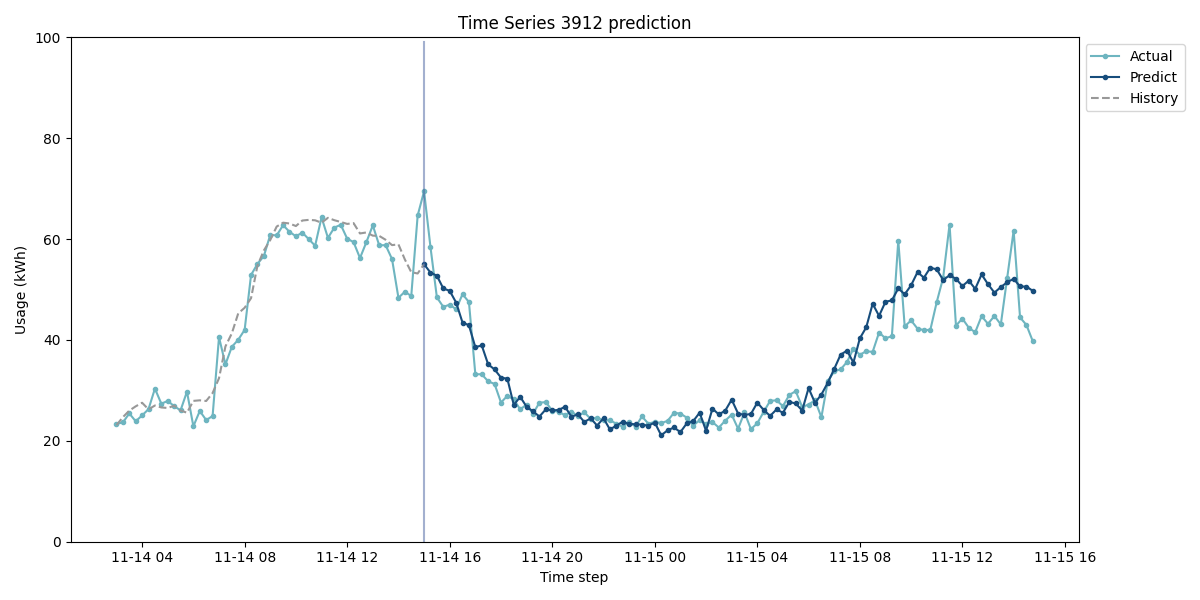 Time Series 3912 prediction
100
80
60
40
20
0
Usage (kWh)
11-14 04
11-14 08
11-14 12
11-14 16
11-14 20
11-15 00
11-15 04
11-15 08
11-15 12
11-15 16
Time step
Actual
Predict
History